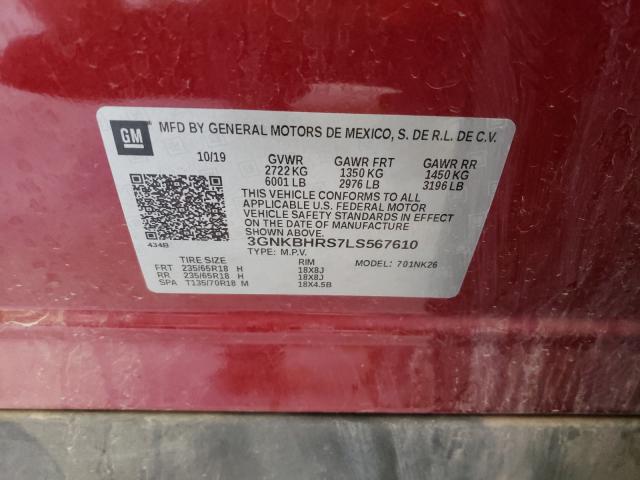 GM MFD BY GENERAL MOTORS DE MEXICO, S. DE R.L. DE C.V.
10/19 GVWR GAWR FRT GAWR RR
2722 KG 1350 KG 1450 KG
6001 LB 2976 LB 3196 LB
THIS VEHICLE CONFORMS TO ALL
APPLICABLE U.S. FEDERAL MOTOR
VEHICLE SAFETY STANDARDS IN EFFECT
ON THE DATE OF MANUFACTURE
SHOWN ABOVE.
434B 3GNKBHRS7LS567610
TYPE: M.P.V. MODEL: 701NK26
TIRE SIZE RIM
FRT 235/65R18 H 18X8J
RR 235/65R18 H 18X8J
SPA T135/70R18 M 18X4.5B